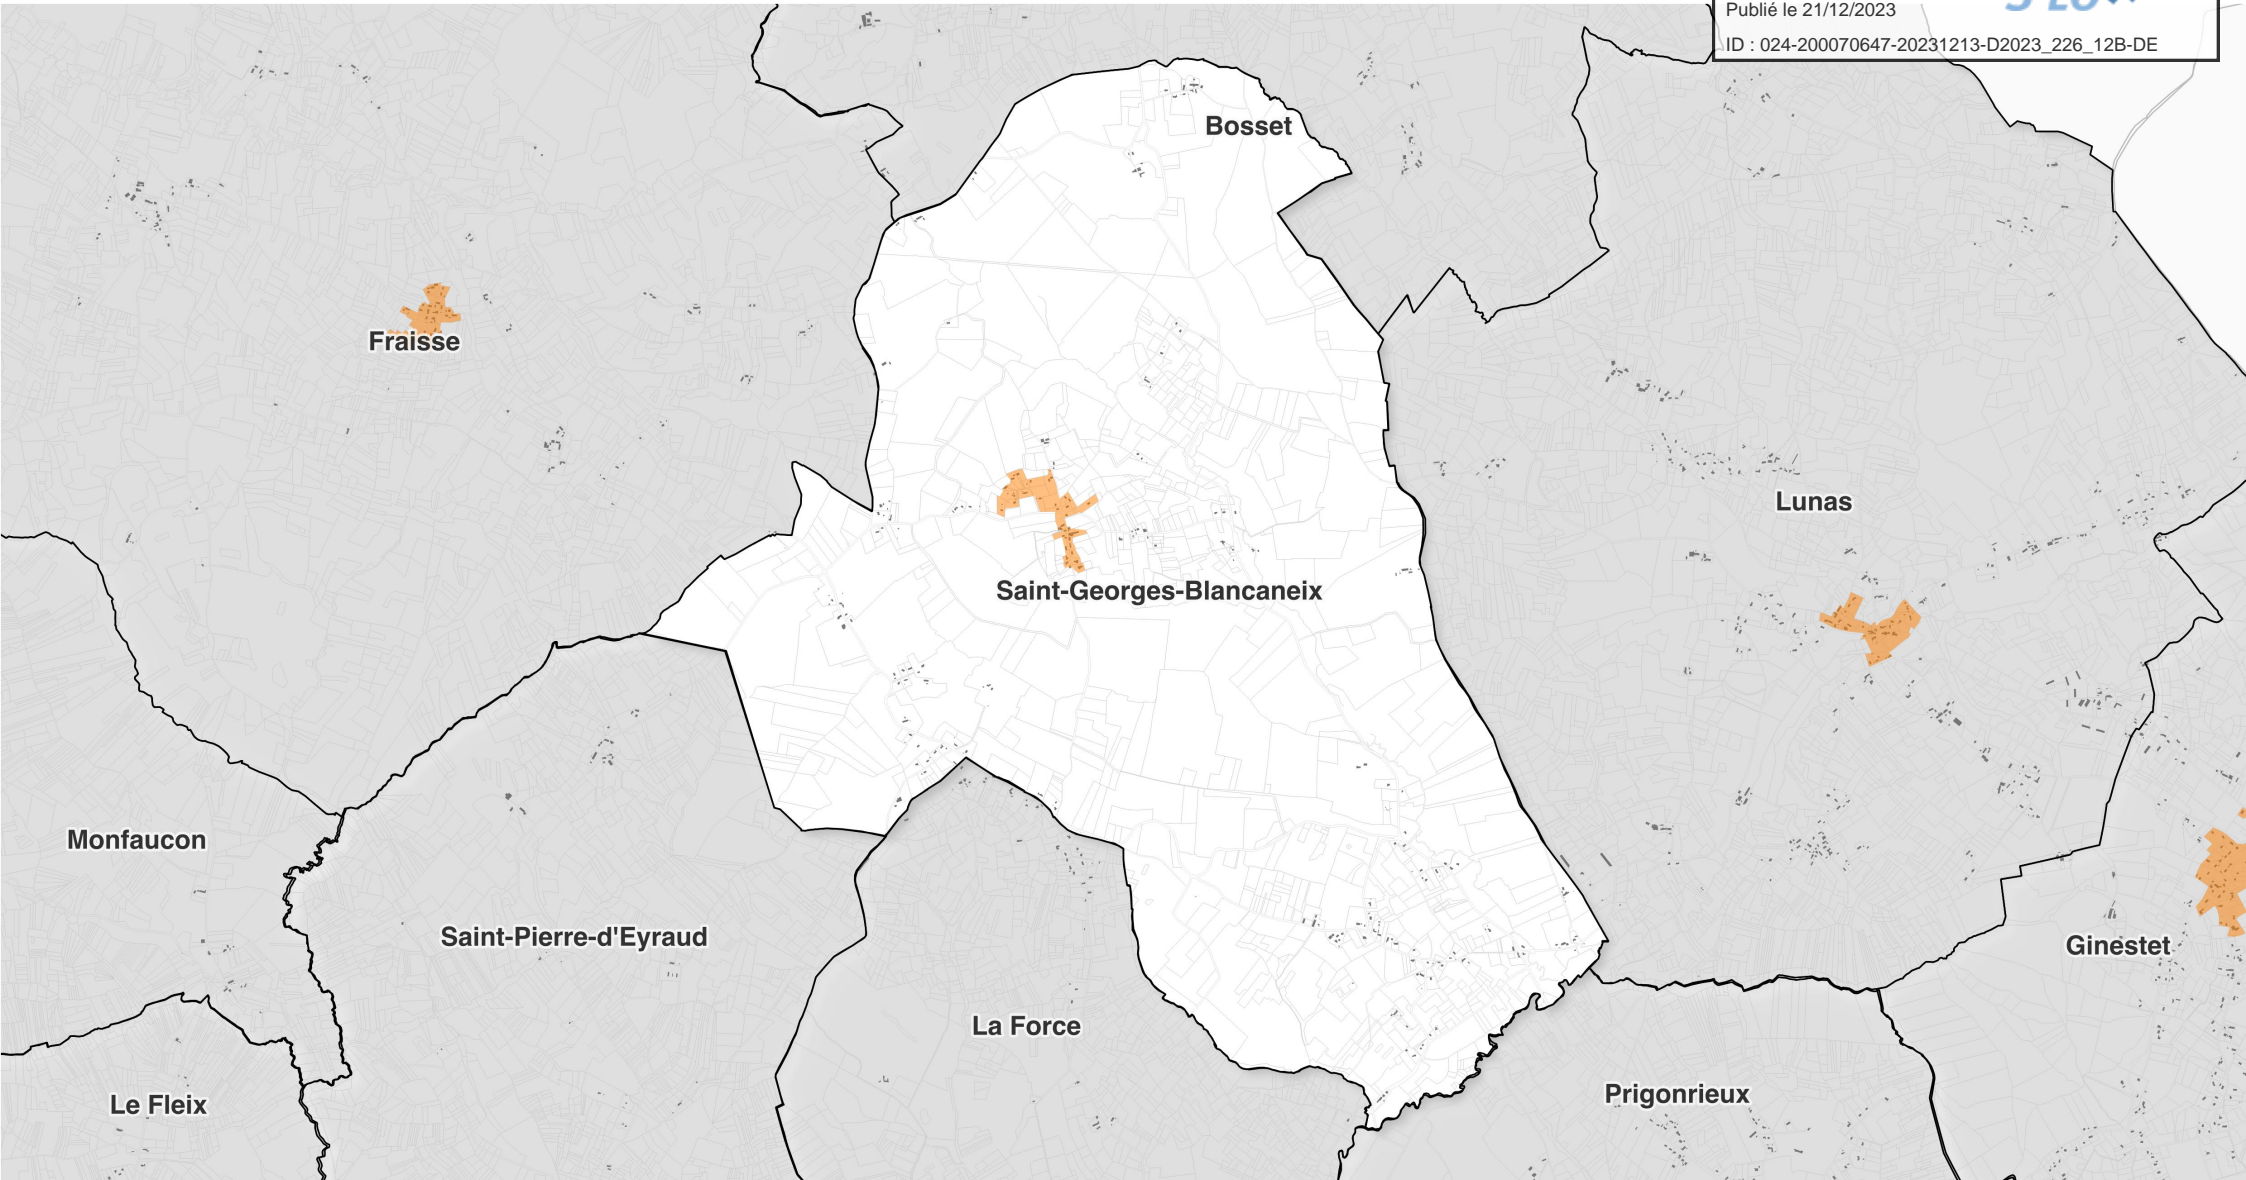 Publié le 21/12/2023
ID : 024-200070647-20231213-D2023_226_12B-DE
Bosset
Fraisse
Lunas
Saint-Georges-Blancaneix
Monfaucon
Saint-Pierre-d'Eyraud
Ginestet
La Force
Prigonrieux
Le Fleix